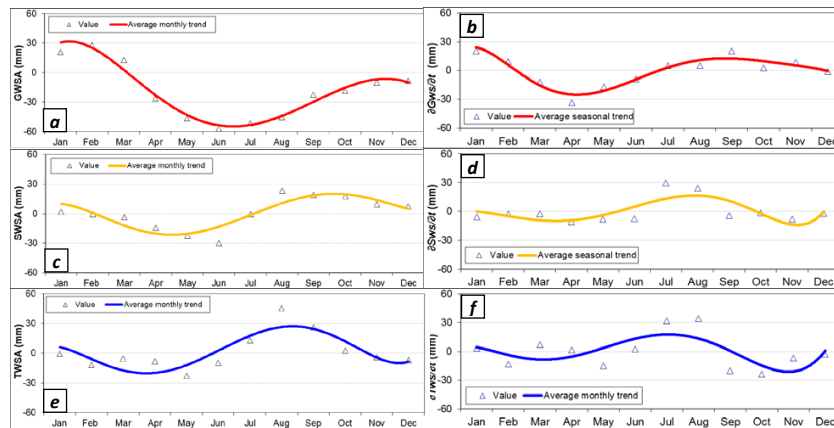 Value Average monthly trend
GWSA (mm)
60
30
0
-30
-60
a
Jan Feb Mar Apr May Jun Jul Aug Sep Oct Nov Dec
b
∂Gws/∂t (mm)
60
30
0
-30
-60
Value Average seasonal trend
Jan Feb Mar Apr May Jun Jul Aug Sep Oct Nov Dec
Value Average monthly trend
SWSA (mm)
60
30
0
-30
-60
c
Jan Feb Mar Apr May Jun Jul Aug Sep Oct Nov Dec
d
∂Sws/∂t (mm)
60
30
0
-30
-60
Value Average seasonal trend
Jan Feb Mar Apr May Jun Jul Aug Sep Oct Nov Dec
Value Average monthly trend
TWSA (mm)
60
30
0
-30
-60
e
Jan Feb Mar Apr May Jun Jul Aug Sep Oct Nov Dec
f
∂Tws/∂t (mm)
60
30
0
-30
-60
Value Average monthly trend
Jan Feb Mar Apr May Jun Jul Aug Sep Oct Nov Dec